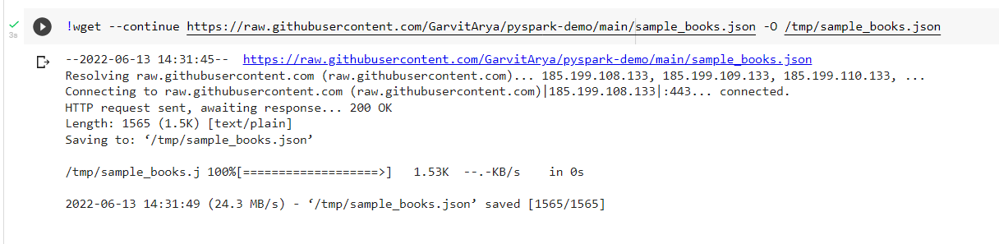 !wget --continue https://raw.githubusercontent.com/GarvitArya/pyspark-demo/main/sample_books.json -O /tmp/sample_books.json
3s
--2022-06-13 14:31:45--  https://raw.githubusercontent.com/GarvitArya/pyspark-demo/main/sample_books.json
Resolving raw.githubusercontent.com (raw.githubusercontent.com)... 185.199.108.133, 185.199.109.133, 185.199.110.133, ...
Connecting to raw.githubusercontent.com (raw.githubusercontent.com)|185.199.108.133|:443... connected.
HTTP request sent, awaiting response... 200 OK
Length: 1565 (1.5K) [text/plain]
Saving to: ‘/tmp/sample_books.json’
/tmp/sample_books.j 100%[===================>]   1.53K  --.-KB/s    in 0s
2022-06-13 14:31:49 (24.3 MB/s) - ‘/tmp/sample_books.json’ saved [1565/1565]